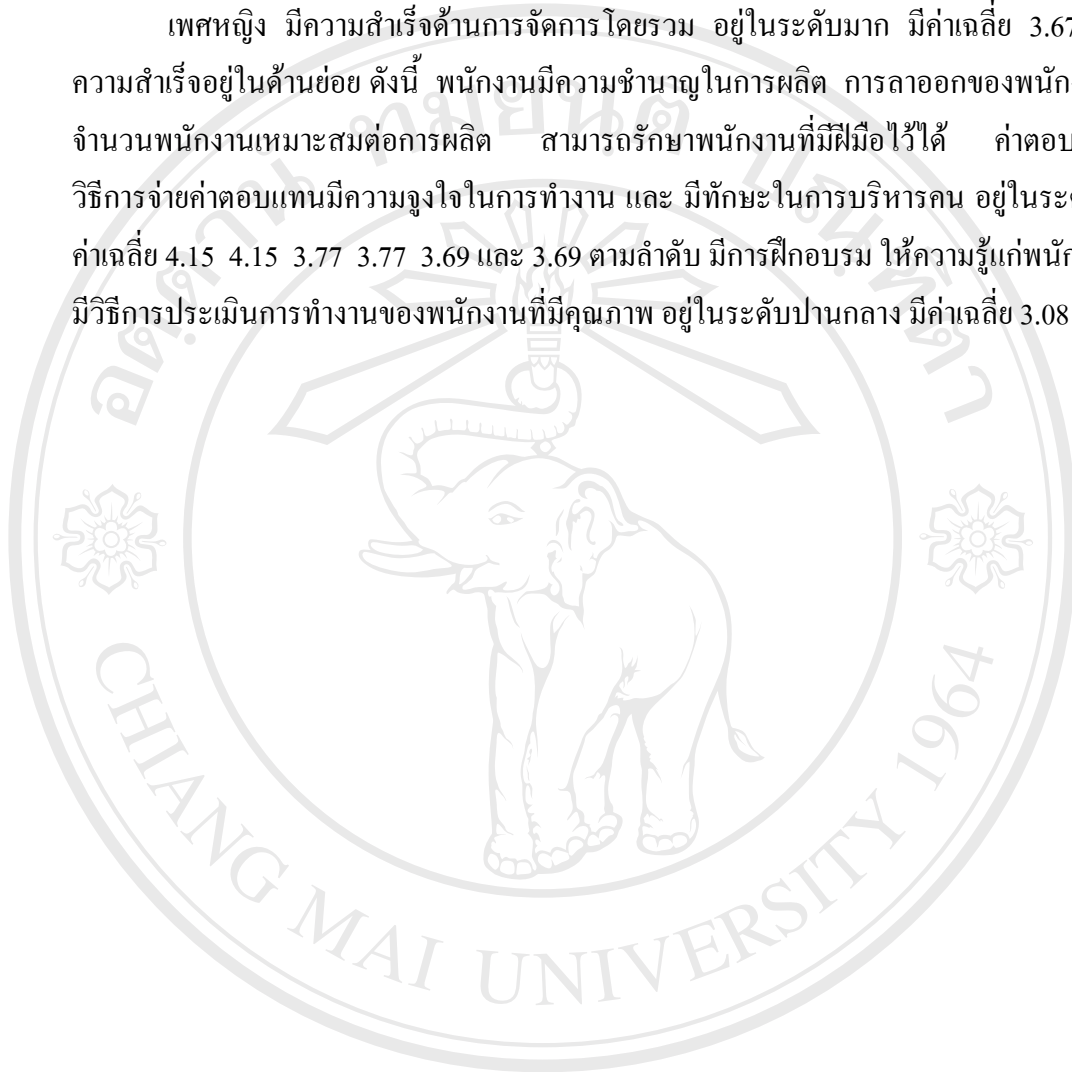 เพศหญิง มีความสำเร็จด้านการจัดการโดยรวม อยู่ในระดับมาก มีค่าเฉลี่ย 3.67
ความสำเร็จอยู่ในด้านย่อย ดังนี้ พนักงานมีความชำนาญในการผลิต การลาออกของพนัก
จำนวนพนักงานเหมาะสมต่อการผลิต สามารถรักษาพนักงานที่มีฝีมือไว้ได้ ค่าตอบ
วิธีการจ่ายค่าตอบแทนมีความจูงใจในการทำงาน และ มีทักษะในการบริหารคน อยู่ในระ
ค่าเฉลี่ย 4.15 4.15 3.77 3.77 3.69 และ 3.69 ตามลำดับ มีการฝึกอบรม ให้ความรู้แก่พนัก
มีวิธีการประเมินการทำงานของพนักงานที่มีคุณภาพ อยู่ในระดับปานกลาง มีค่าเฉลี่ย 3.08
อตฺตานํ ทมยนฺติ ปณฺฑิตา
CHIANG MAI UNIVERSITY 1964